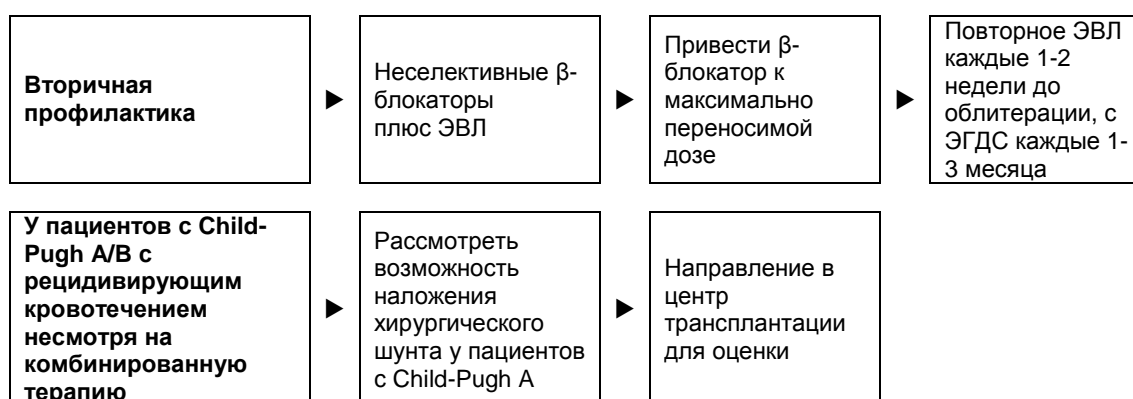 Вторичная
профилактика
Неселективные β-
блокаторы
плюс ЭВЛ
Привести β-
блокатор к
максимально
переносимой
дозе
Повторное ЭВЛ
каждые 1-2
недели до
облитерации, с
ЭГДС каждые 1-
3 месяца
У пациентов с Child-
Pugh A/B с
рецидивирующим
кровотечением
несмотря на
комбинированную
терапию
Рассмотреть
возможность
наложения
хирургического
шунта у пациентов
с Child-Pugh A
Направление в
центр
трансплантации
для оценки